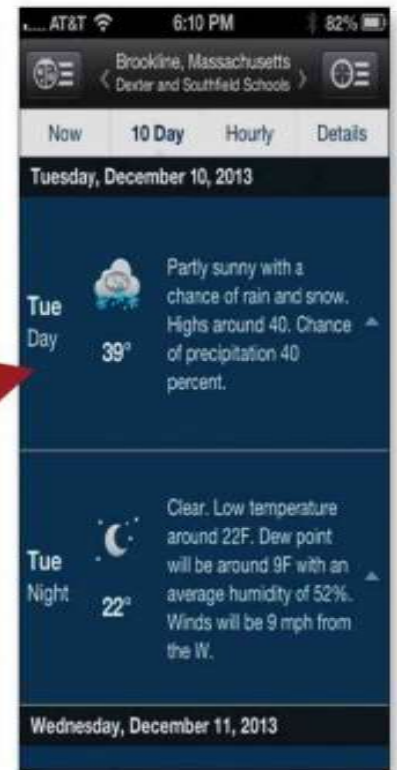 AT&T 6:10 PM 82%
Brookline, Massachusetts
Dexter and Southfield Schools
Now 10 Day Hourly Details
Tuesday, December 10, 2013
Tue
Day
39°
Partly sunny with a
chance of rain and snow.
Highs around 40. Chance
of precipitation 40
percent.
Tue
Night
22°
Clear. Low temperature
around 22F. Dew point
will be around 9F with an
average humidity of 52%.
Winds will be 9 mph from
the W.
Wednesday, December 11, 2013